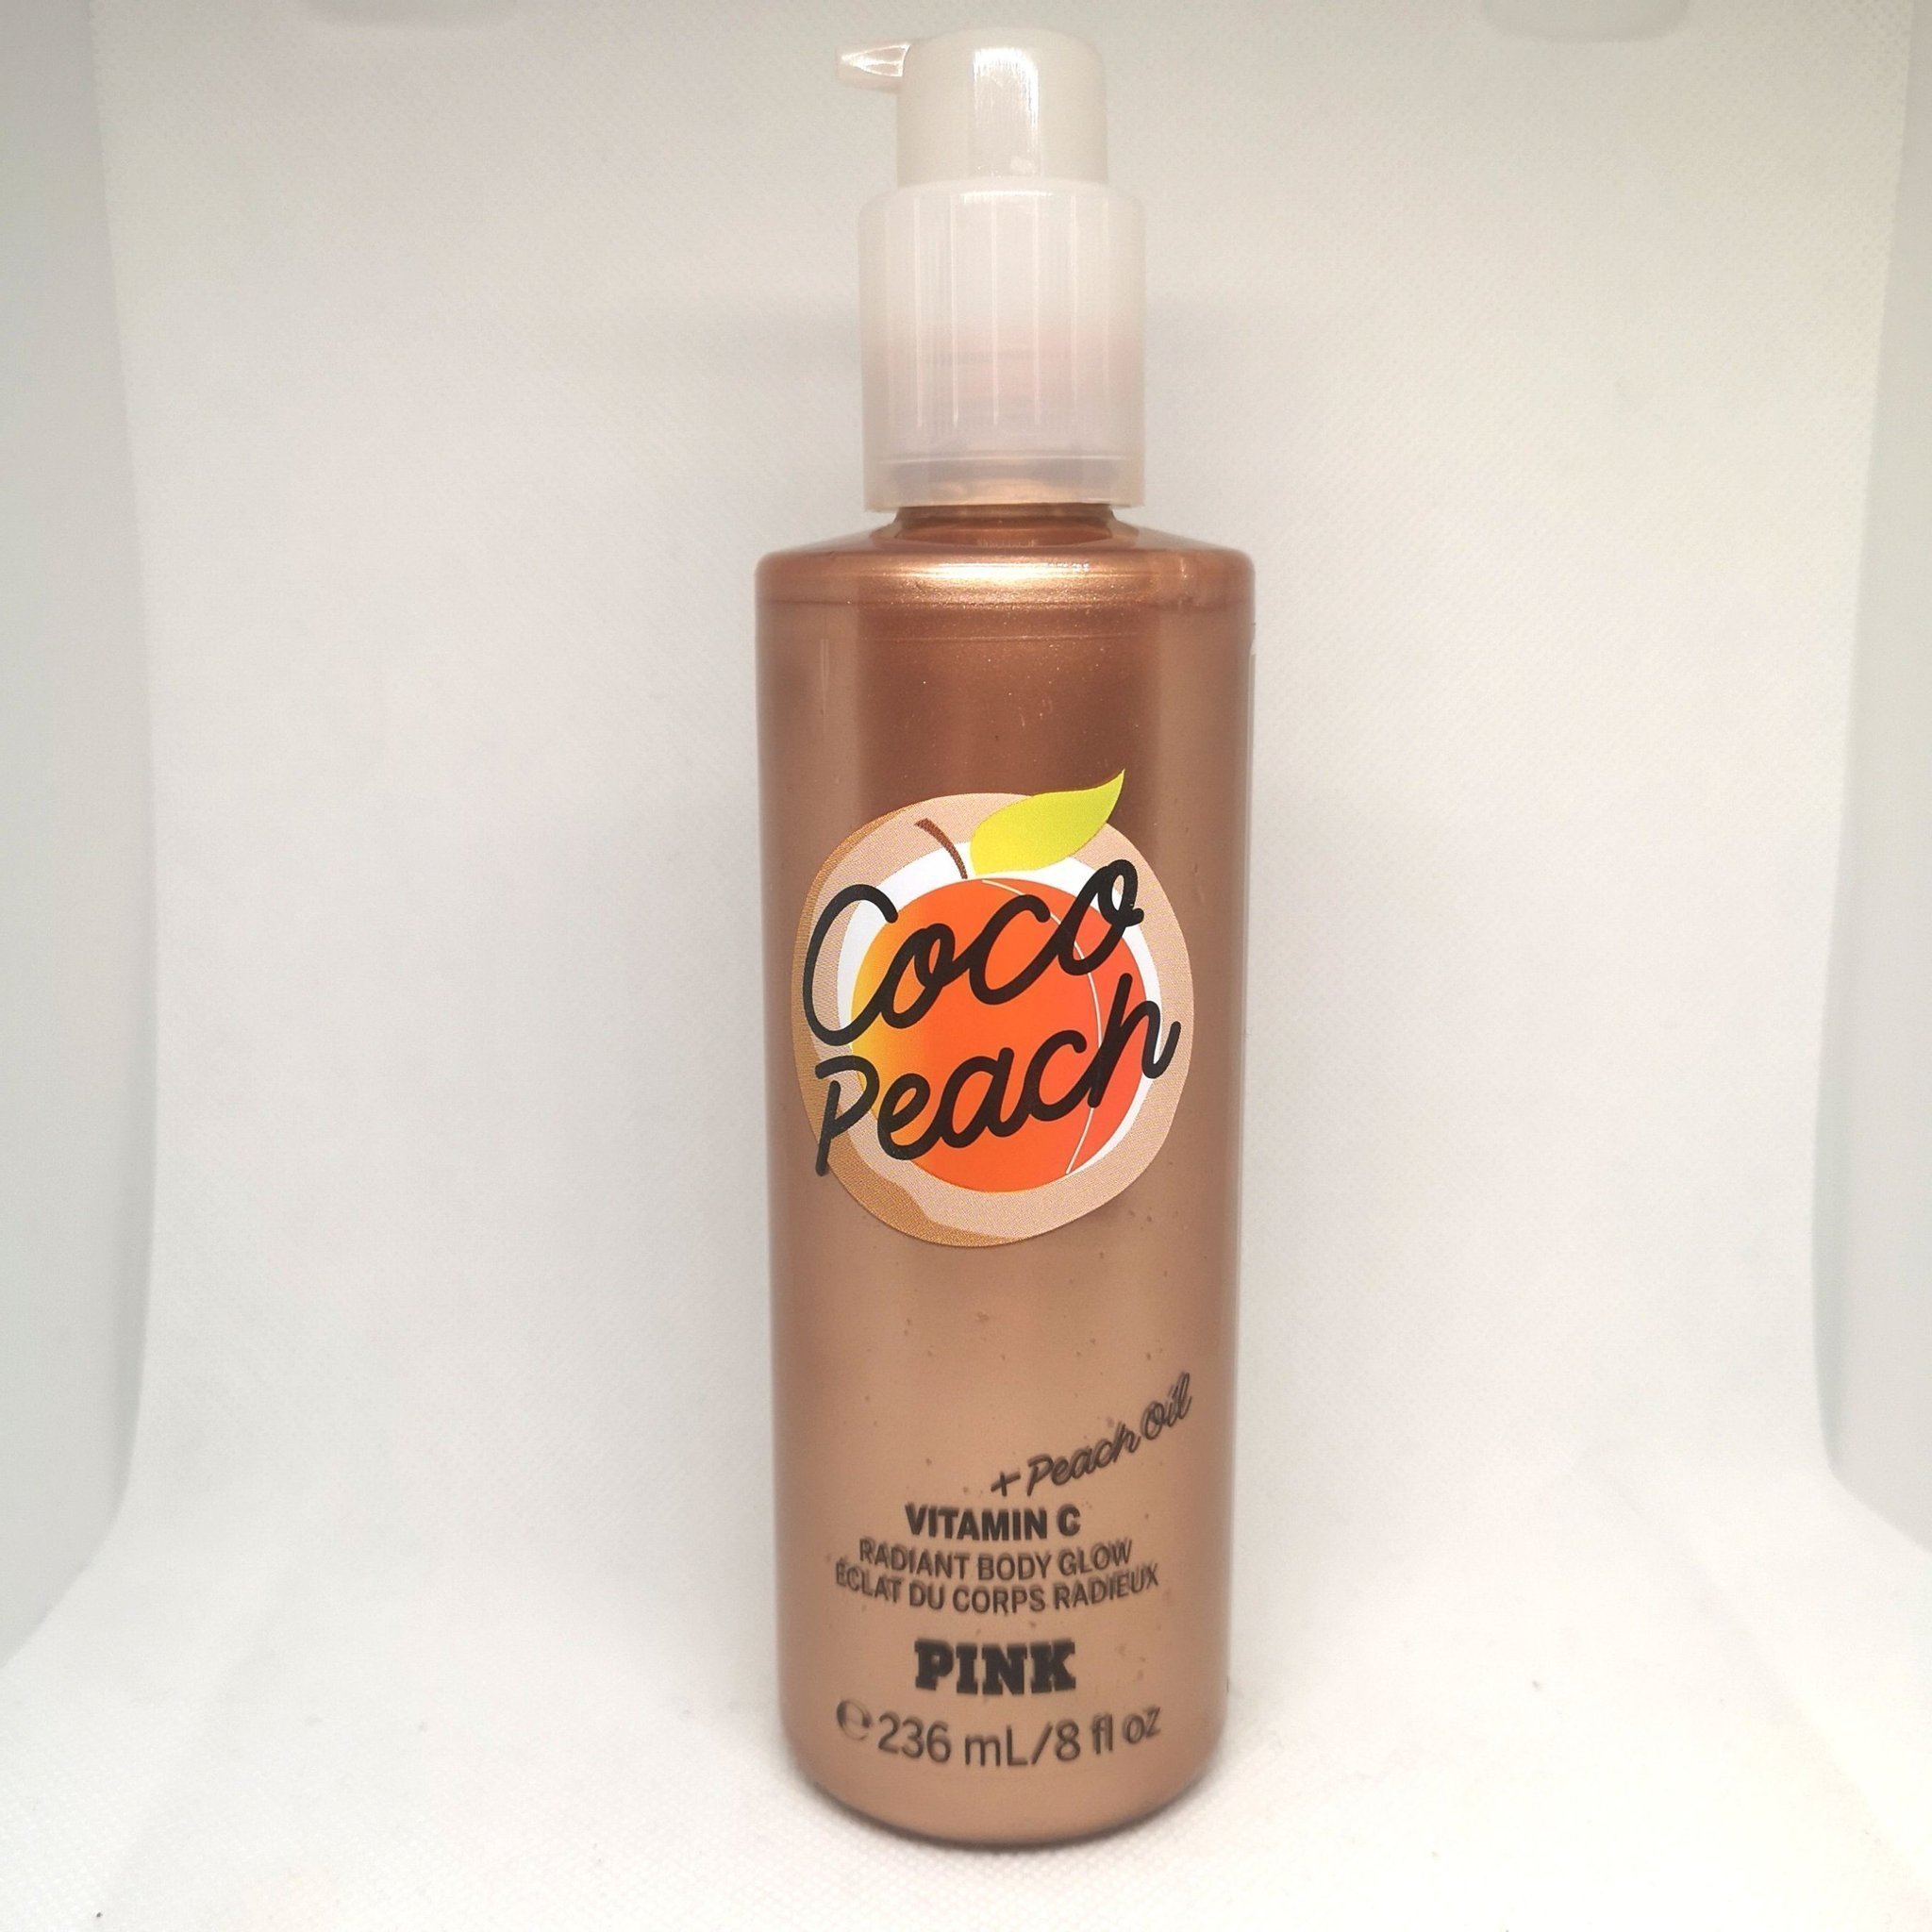 Coco
Peach
+ Peach Oil
VITAMIN C
RADIANT BODY GLOW
ÉCLAT DU CORPS RADIEUX
PINK
℮ 236 mL/8 fl oz